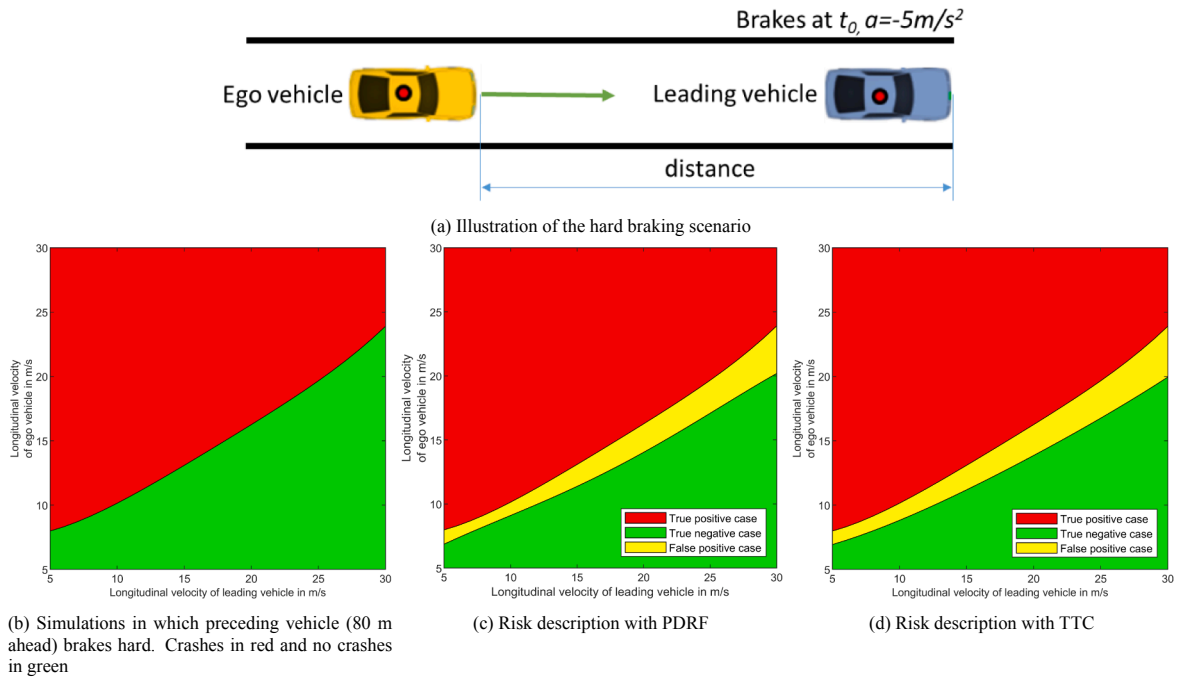 Brakes at t0, a=-5m/s²
Ego vehicle
Leading vehicle
distance
(a) Illustration of the hard braking scenario
30
25
20
15
10
5
Longitudinal velocity
of ego vehicle in m/s
5 10 15 20 25 30
Longitudinal velocity of leading vehicle in m/s
(b) Simulations in which preceding vehicle (80 m
ahead) brakes hard. Crashes in red and no crashes
in green
30
25
20
15
10
5
Longitudinal velocity
of ego vehicle in m/s
True positive case
True negative case
False positive case
5 10 15 20 25 30
Longitudinal velocity of leading vehicle in m/s
(c) Risk description with PDRF
30
25
20
15
10
5
Longitudinal velocity
of ego vehicle in m/s
True positive case
True negative case
False positive case
5 10 15 20 25 30
Longitudinal velocity of leading vehicle in m/s
(d) Risk description with TTC